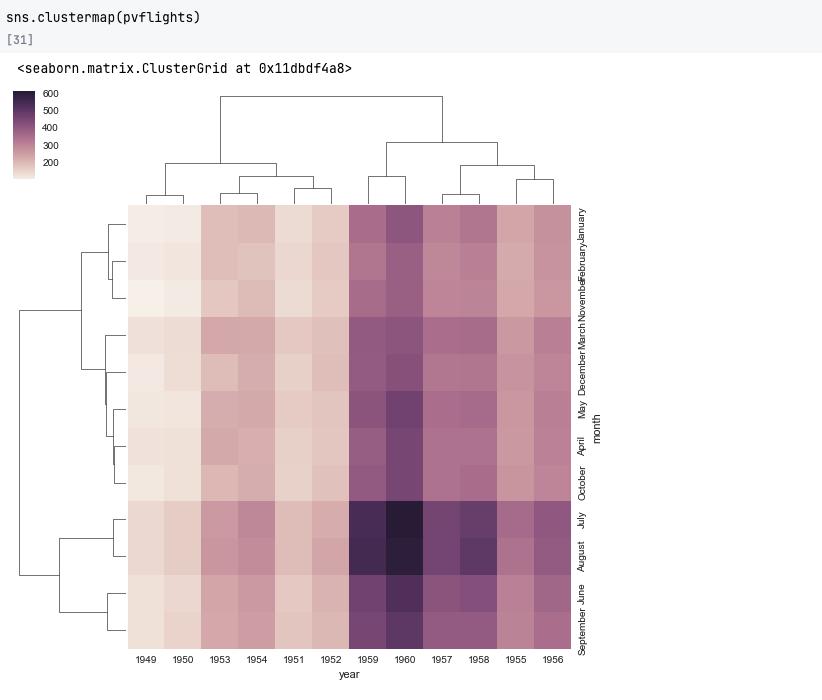 sns.clustermap(pvflights)
[31]
<seaborn.matrix.ClusterGrid at 0x11dbdf4a8>
600
500
400
300
200
January
February
November
March
December
May
April
October
July
August
June
September
month
1949 1950 1953 1954 1951 1952 1959 1960 1957 1958 1955 1956
year